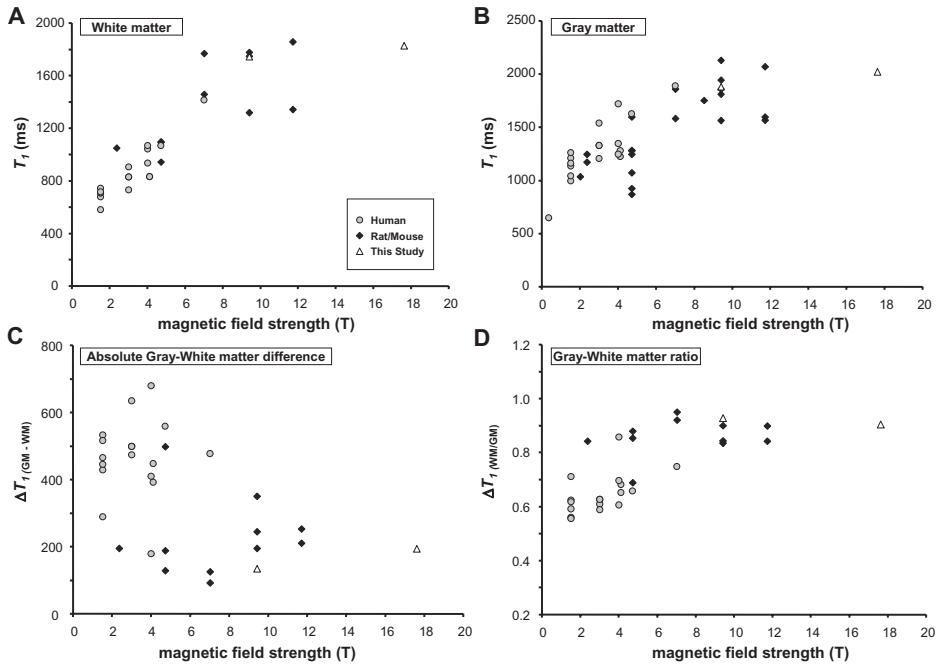 A
White matter
2000
1600
1200
800
400
0
T1 (ms)
Human
Rat/Mouse
This Study
0 2 4 6 8 10 12 14 16 18 20
magnetic field strength (T)
B
Gray matter
2500
2000
1500
1000
500
0
T1 (ms)
0 2 4 6 8 10 12 14 16 18 20
magnetic field strength (T)
C
Absolute Gray-White matter difference
800
600
400
200
0
ΔT1 (GM - WM)
0 2 4 6 8 10 12 14 16 18 20
magnetic field strength (T)
D
Gray-White matter ratio
1.2
1.0
0.8
0.6
0.4
0.2
ΔT1 (WM/GM)
0 2 4 6 8 10 12 14 16 18 20
magnetic field strength (T)